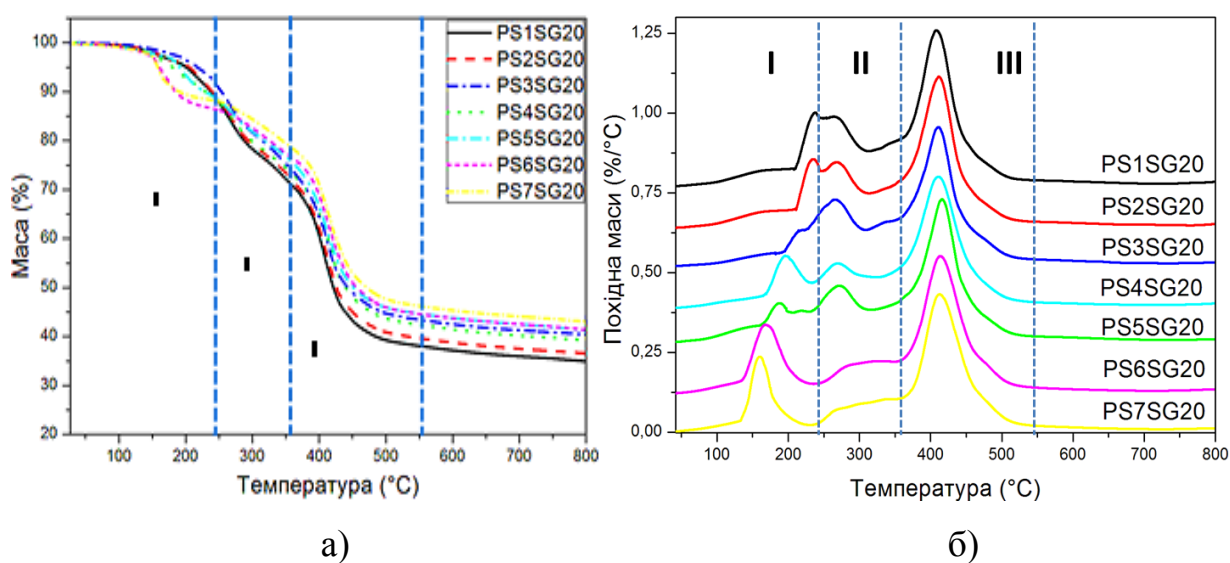 100
90
80
70
60
50
40
30
20
Маса (%)
PS1SG20
PS2SG20
PS3SG20
PS4SG20
PS5SG20
PS6SG20
PS7SG20
I
I
I
100 200 300 400 500 600 700 800
Температура (°C)
а)
1,25
1,00
0,75
0,50
0,25
0,00
Похідна маси (%/°C)
I II III
PS1SG20
PS2SG20
PS3SG20
PS4SG20
PS5SG20
PS6SG20
PS7SG20
100 200 300 400 500 600 700 800
Температура (°C)
б)